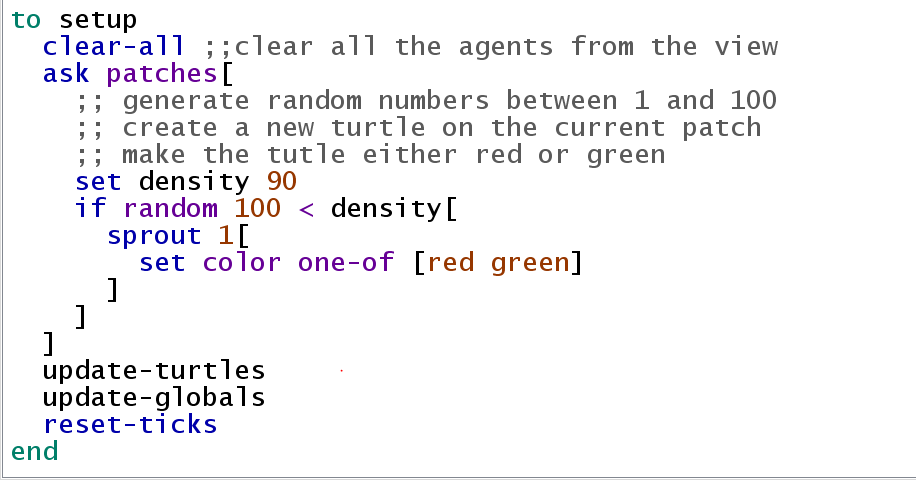 to setup
  clear-all ;;clear all the agents from the view
  ask patches[
    ;; generate random numbers between 1 and 100
    ;; create a new turtle on the current patch
    ;; make the tutle either red or green
    set density 90
    if random 100 < density[
      sprout 1[
        set color one-of [red green]
      ]
    ]
  ]
  update-turtles
  update-globals
  reset-ticks
end